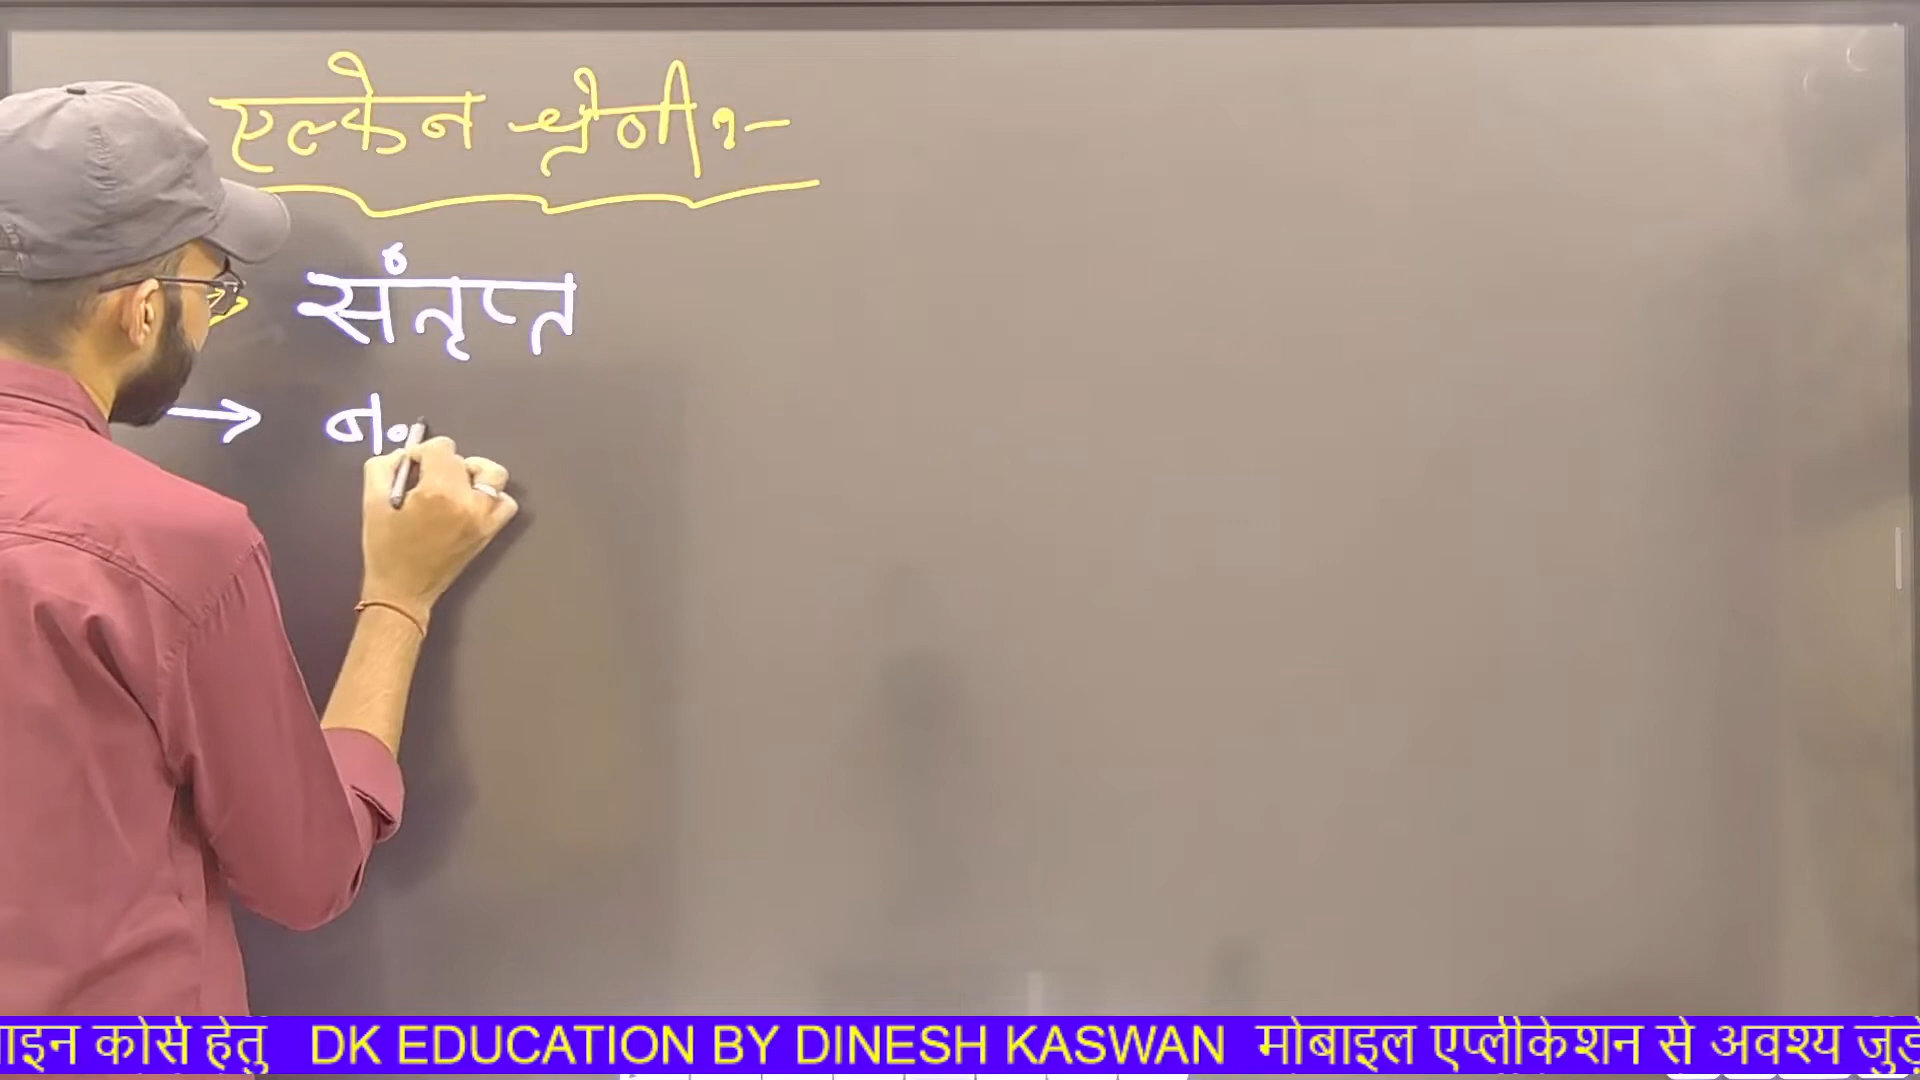 एल्केन श्रेणी:-
संतृप्त
→ न.
ाइन कोर्स हेतु DK EDUCATION BY DINESH KASWAN मोबाइल एप्लीकेशन से अवश्य जुड़े